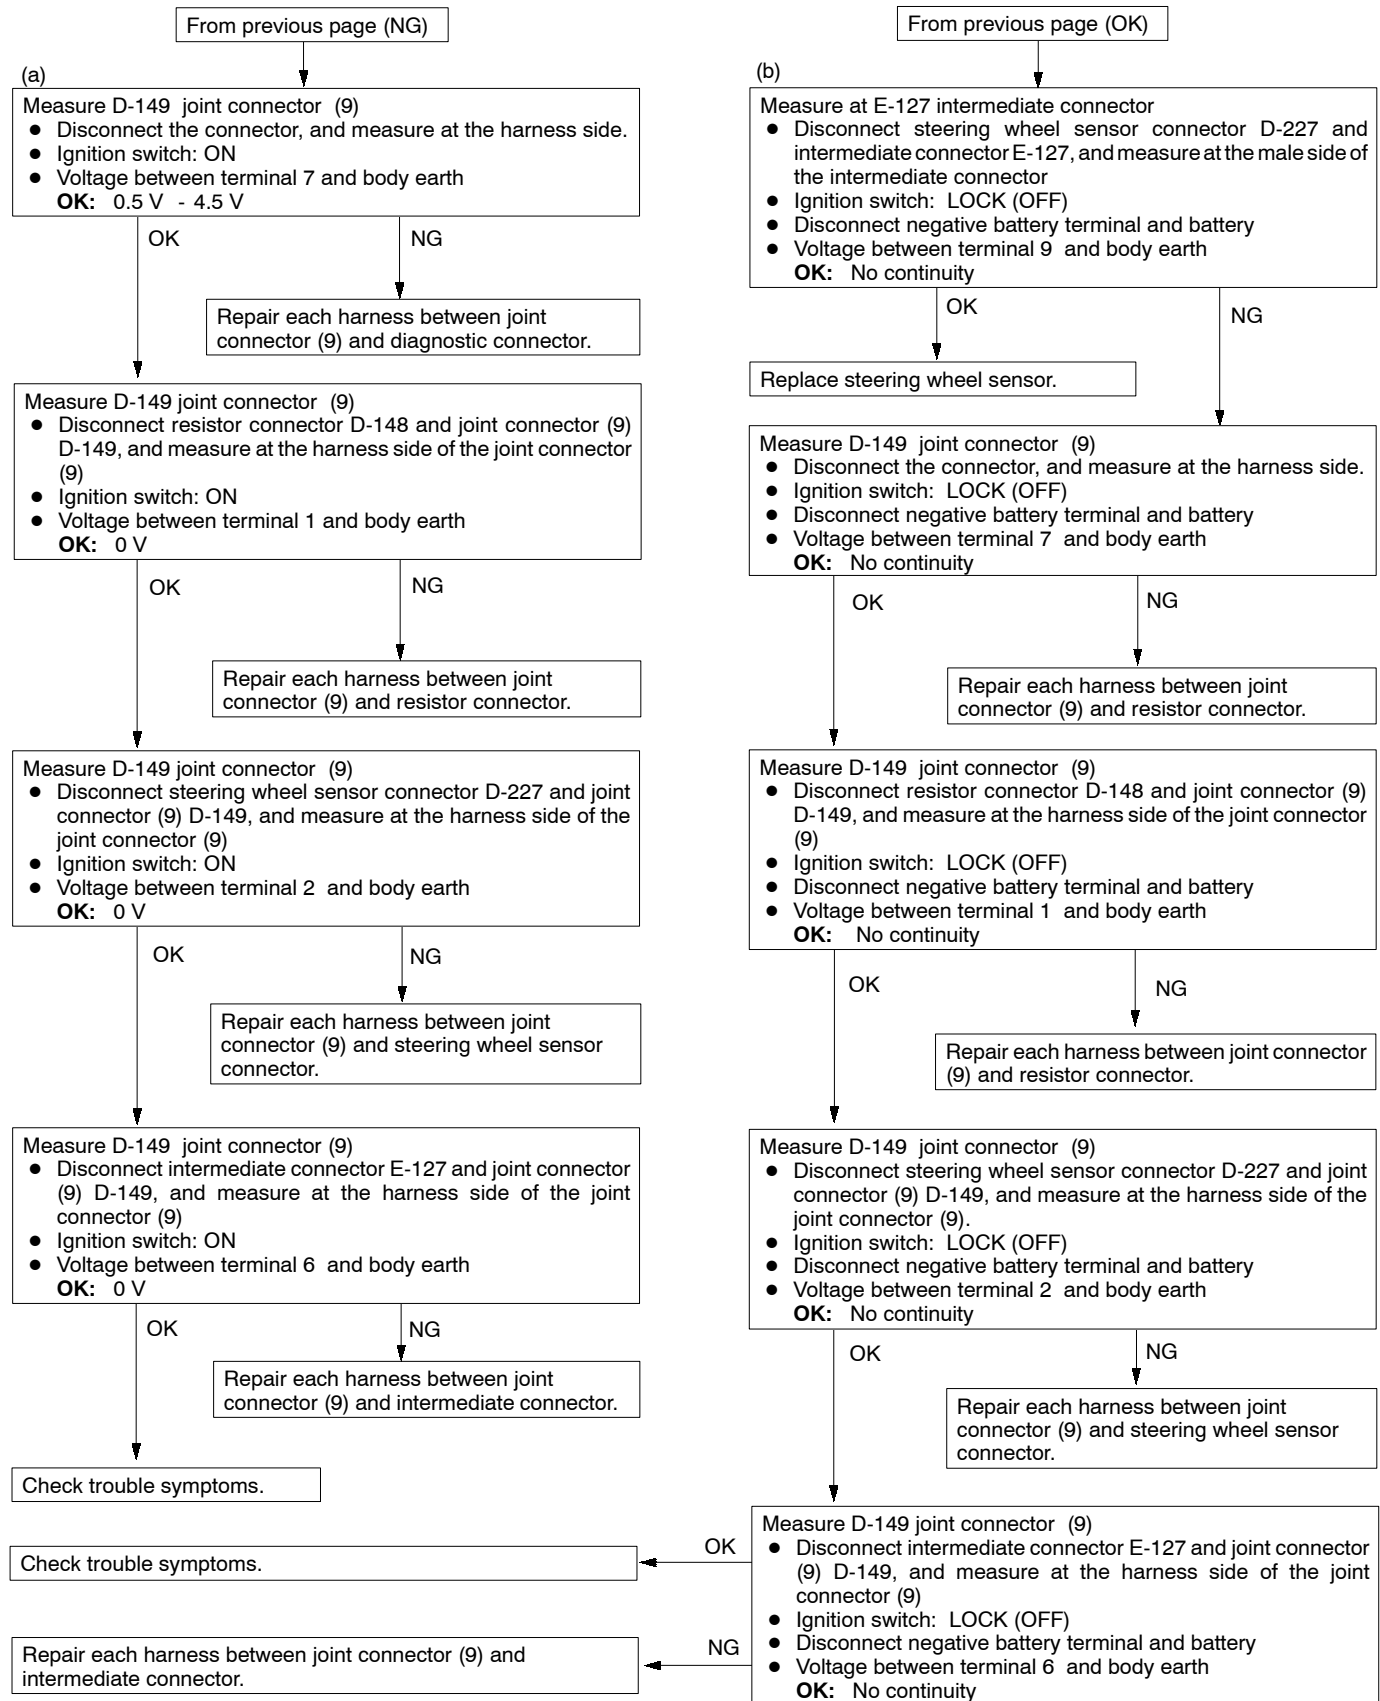 From previous page (NG)
(a)
Measure D-149 joint connector (9)
● Disconnect the connector, and measure at the harness side.
● Ignition switch: ON
● Voltage between terminal 7 and body earth
OK: 0.5 V - 4.5 V
OK
NG
Repair each harness between joint
connector (9) and diagnostic connector.
Measure D-149 joint connector (9)
● Disconnect resistor connector D-148 and joint connector (9)
D-149, and measure at the harness side of the joint connector
(9)
● Ignition switch: ON
● Voltage between terminal 1 and body earth
OK: 0 V
OK
NG
Repair each harness between joint
connector (9) and resistor connector.
Measure D-149 joint connector (9)
● Disconnect steering wheel sensor connector D-227 and joint
connector (9) D-149, and measure at the harness side of the
joint connector (9)
● Ignition switch: ON
● Voltage between terminal 2 and body earth
OK: 0 V
OK
NG
Repair each harness between joint
connector (9) and steering wheel sensor
connector.
Measure D-149 joint connector (9)
● Disconnect intermediate connector E-127 and joint connector
(9) D-149, and measure at the harness side of the joint
connector (9)
● Ignition switch: ON
● Voltage between terminal 6 and body earth
OK: 0 V
OK
NG
Repair each harness between joint
connector (9) and intermediate connector.
Check trouble symptoms.
From previous page (OK)
(b)
Measure at E-127 intermediate connector
● Disconnect steering wheel sensor connector D-227 and
intermediate connector E-127, and measure at the male side of
the intermediate connector
● Ignition switch: LOCK (OFF)
● Disconnect negative battery terminal and battery
● Voltage between terminal 9 and body earth
OK: No continuity
OK
NG
Replace steering wheel sensor.
Measure D-149 joint connector (9)
● Disconnect the connector, and measure at the harness side.
● Ignition switch: LOCK (OFF)
● Disconnect negative battery terminal and battery
● Voltage between terminal 7 and body earth
OK: No continuity
OK
NG
Repair each harness between joint
connector (9) and resistor connector.
Measure D-149 joint connector (9)
● Disconnect resistor connector D-148 and joint connector (9)
D-149, and measure at the harness side of the joint connector
(9)
● Ignition switch: LOCK (OFF)
● Disconnect negative battery terminal and battery
● Voltage between terminal 1 and body earth
OK: No continuity
OK
NG
Repair each harness between joint connector
(9) and resistor connector.
Measure D-149 joint connector (9)
● Disconnect steering wheel sensor connector D-227 and joint
connector (9) D-149, and measure at the harness side of the
joint connector (9).
● Ignition switch: LOCK (OFF)
● Disconnect negative battery terminal and battery
● Voltage between terminal 2 and body earth
OK: No continuity
OK
NG
Repair each harness between joint
connector (9) and steering wheel sensor
connector.
Measure D-149 joint connector (9)
● Disconnect intermediate connector E-127 and joint connector
(9) D-149, and measure at the harness side of the joint
connector (9)
● Ignition switch: LOCK (OFF)
● Disconnect negative battery terminal and battery
● Voltage between terminal 6 and body earth
OK: No continuity
OK
Check trouble symptoms.
NG
Repair each harness between joint connector (9) and
intermediate connector.